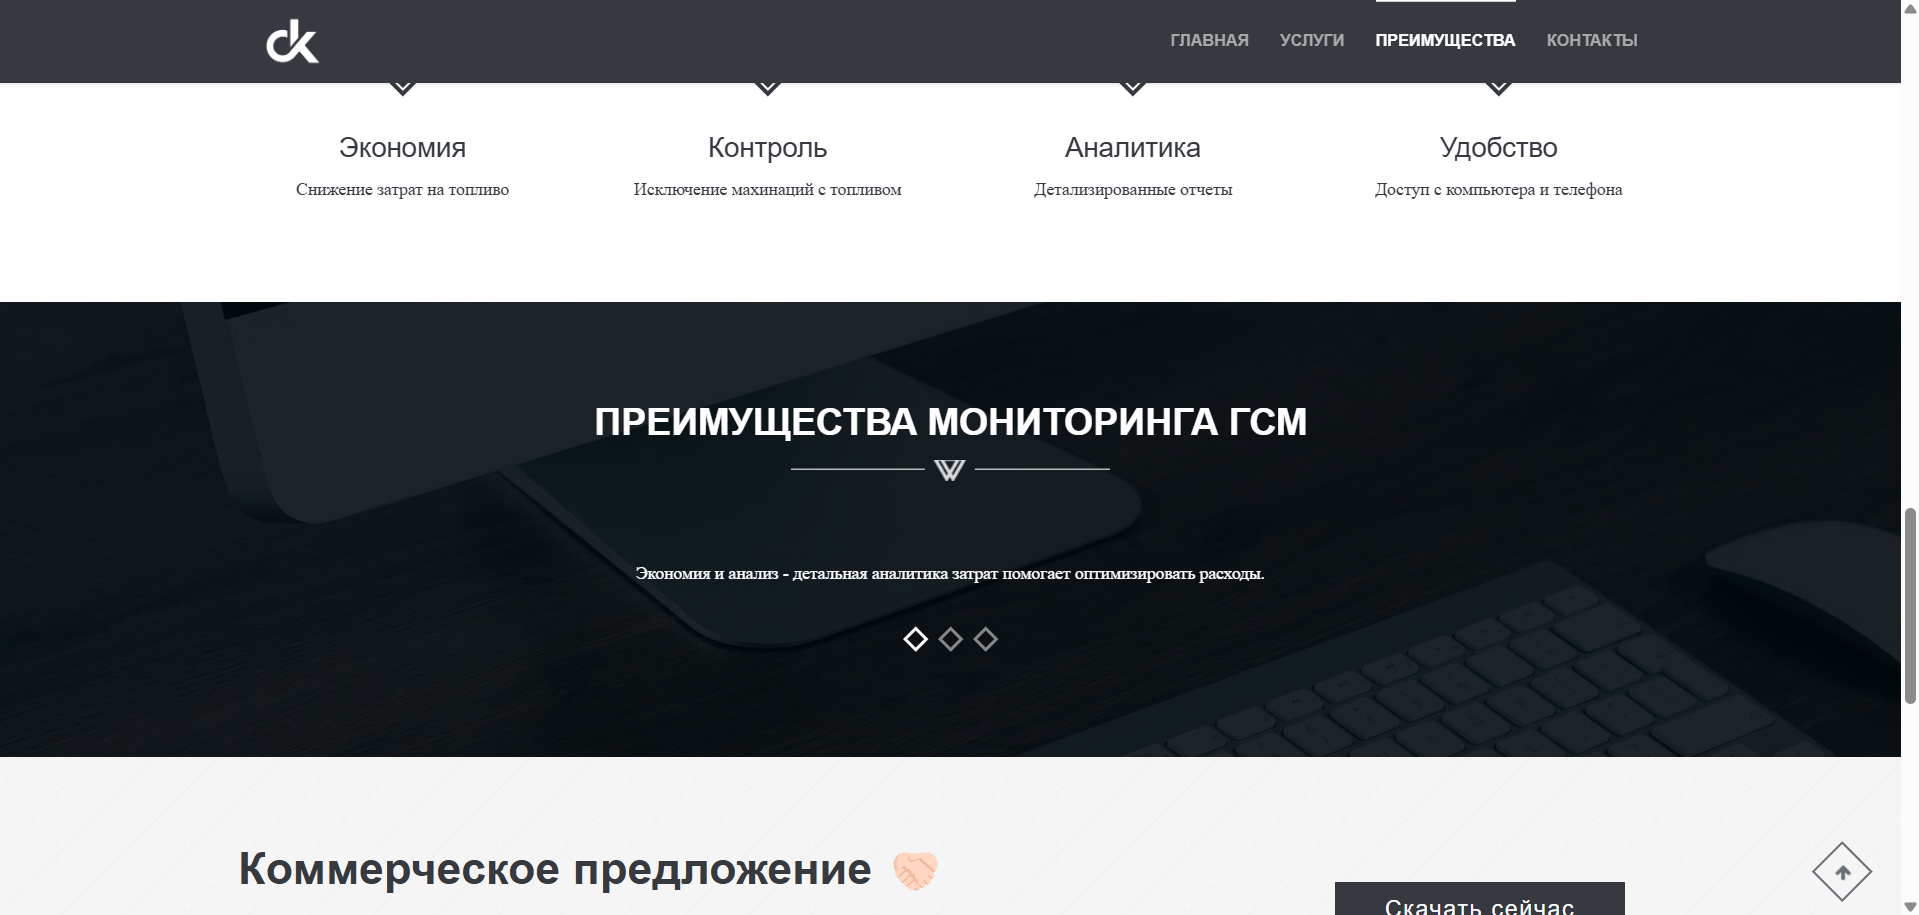 ck
ГЛАВНАЯ
УСЛУГИ
ПРЕИМУЩЕСТВА
КОНТАКТЫ
Экономия
Снижение затрат на топливо
Контроль
Исключение махинаций с топливом
Аналитика
Детализированные отчеты
Удобство
Доступ с компьютера и телефона
ПРЕИМУЩЕСТВА МОНИТОРИНГА ГСМ
Экономия и анализ - детальная аналитика затрат помогает оптимизировать расходы.
Коммерческое предложение
Скачать сейчас